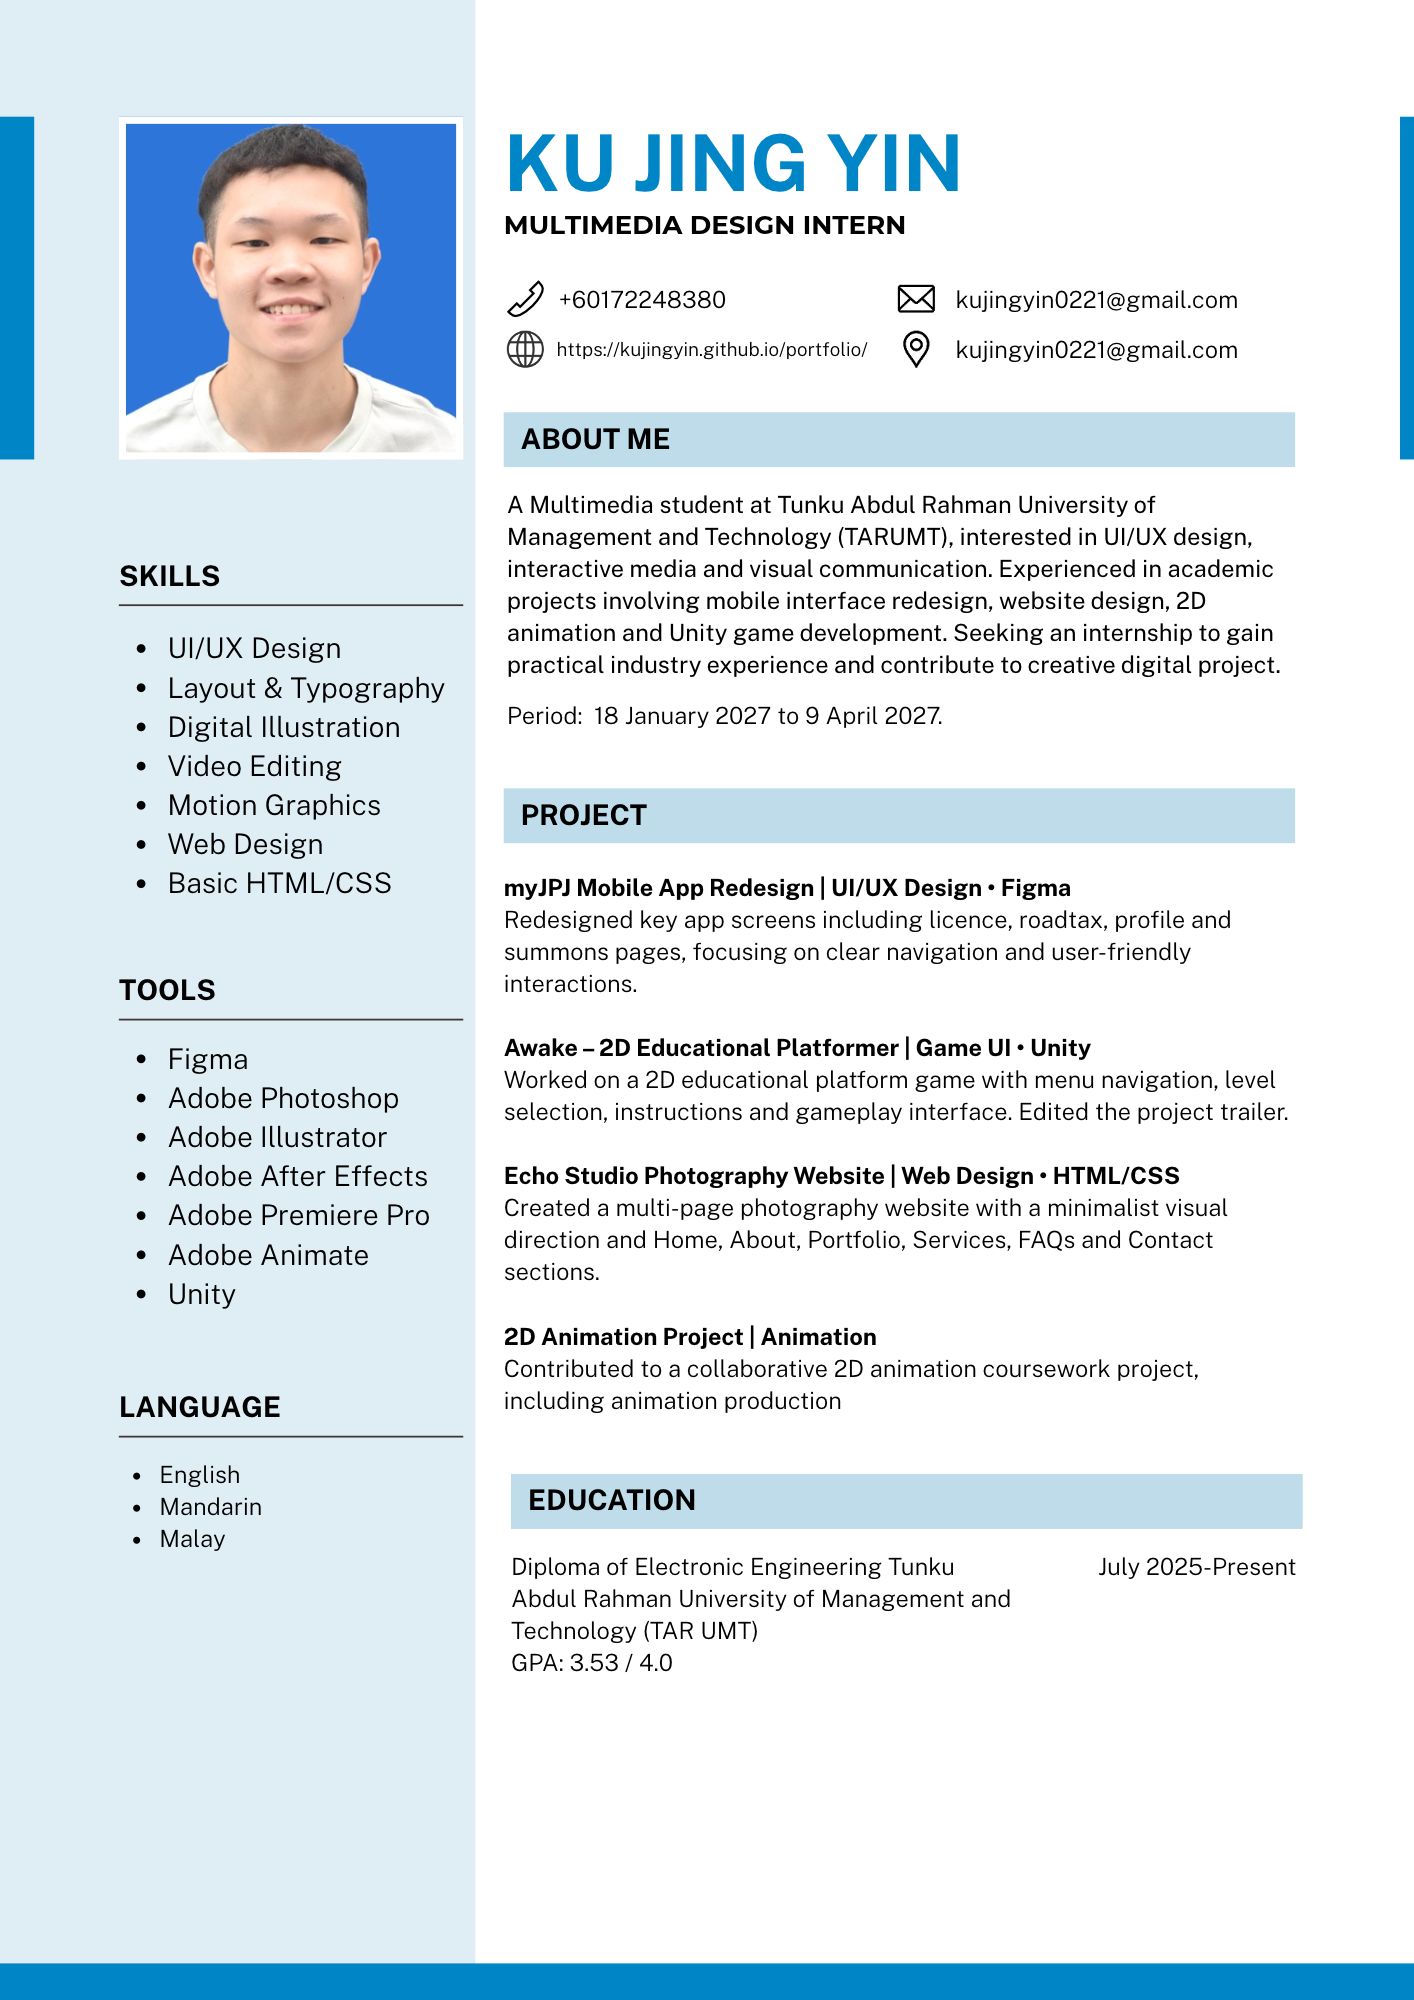 KU JING YIN
MULTIMEDIA DESIGN INTERN
+60172248380
kujingyin0221@gmail.com
https://kujingyin.github.io/portfolio/
kujingyin0221@gmail.com
ABOUT ME
A Multimedia student at Tunku Abdul Rahman University of
Management and Technology (TARUMT), interested in UI/UX design,
interactive media and visual communication. Experienced in academic
projects involving mobile interface redesign, website design, 2D
animation and Unity game development. Seeking an internship to gain
practical industry experience and contribute to creative digital project.
Period:  18 January 2027 to 9 April 2027.
PROJECT
myJPJ Mobile App Redesign | UI/UX Design • Figma
Redesigned key app screens including licence, roadtax, profile and
summons pages, focusing on clear navigation and user-friendly
interactions.
Awake – 2D Educational Platformer | Game UI • Unity
Worked on a 2D educational platform game with menu navigation, level
selection, instructions and gameplay interface. Edited the project trailer.
Echo Studio Photography Website | Web Design • HTML/CSS
Created a multi-page photography website with a minimalist visual
direction and Home, About, Portfolio, Services, FAQs and Contact
sections.
2D Animation Project | Animation
Contributed to a collaborative 2D animation coursework project,
including animation production
EDUCATION
Diploma of Electronic Engineering Tunku
Abdul Rahman University of Management and
Technology (TAR UMT)
GPA: 3.53 / 4.0
July 2025-Present
SKILLS
• UI/UX Design
• Layout & Typography
• Digital Illustration
• Video Editing
• Motion Graphics
• Web Design
• Basic HTML/CSS
TOOLS
• Figma
• Adobe Photoshop
• Adobe Illustrator
• Adobe After Effects
• Adobe Premiere Pro
• Adobe Animate
• Unity
LANGUAGE
• English
• Mandarin
• Malay